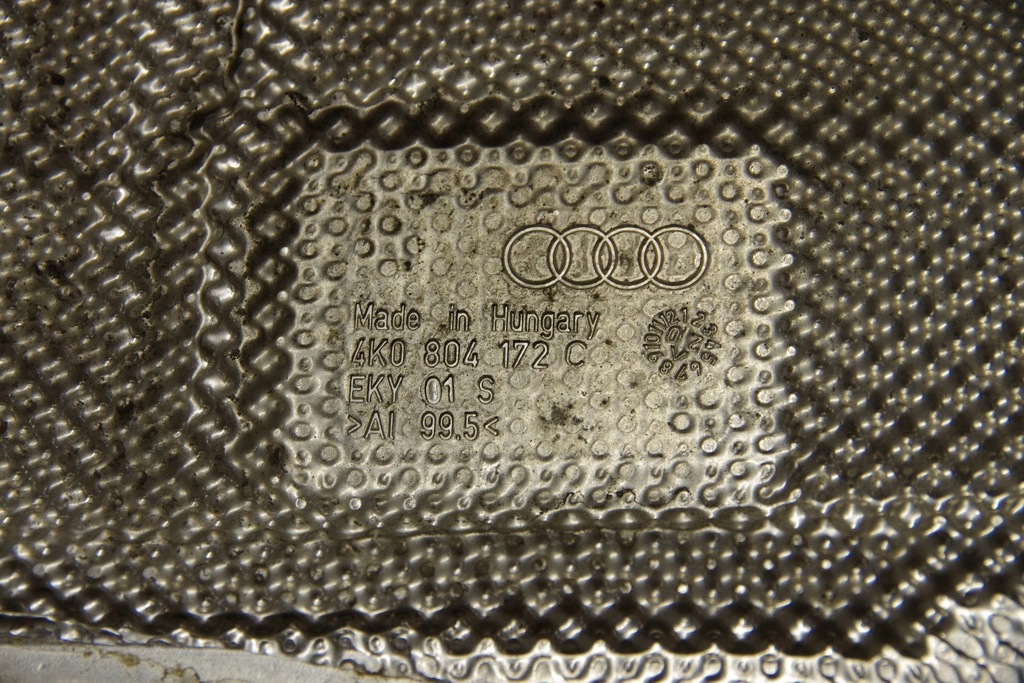 Made in Hungary
4K0 804 172 C
EKY 01 S
>Al 99.5<